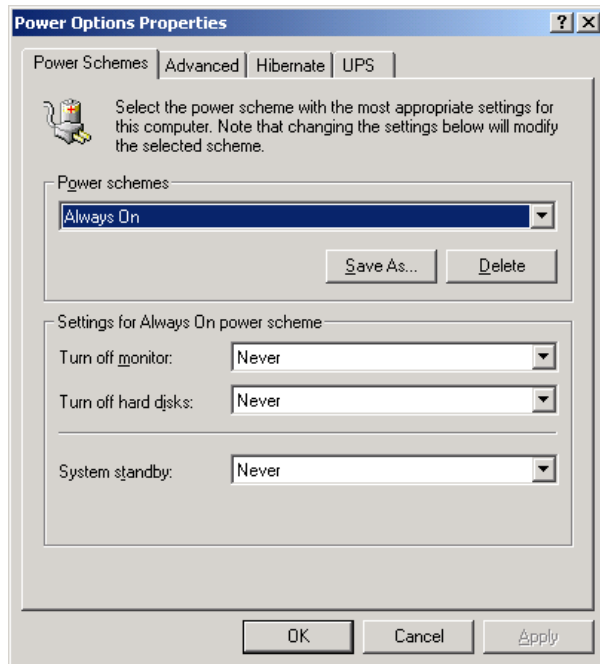 Power Options Properties
Power Schemes Advanced Hibernate UPS
Select the power scheme with the most appropriate settings for
this computer. Note that changing the settings below will modify
the selected scheme.
Power schemes
Always On
Save As... Delete
Settings for Always On power scheme
Turn off monitor: Never
Turn off hard disks: Never
System standby: Never
OK Cancel Apply